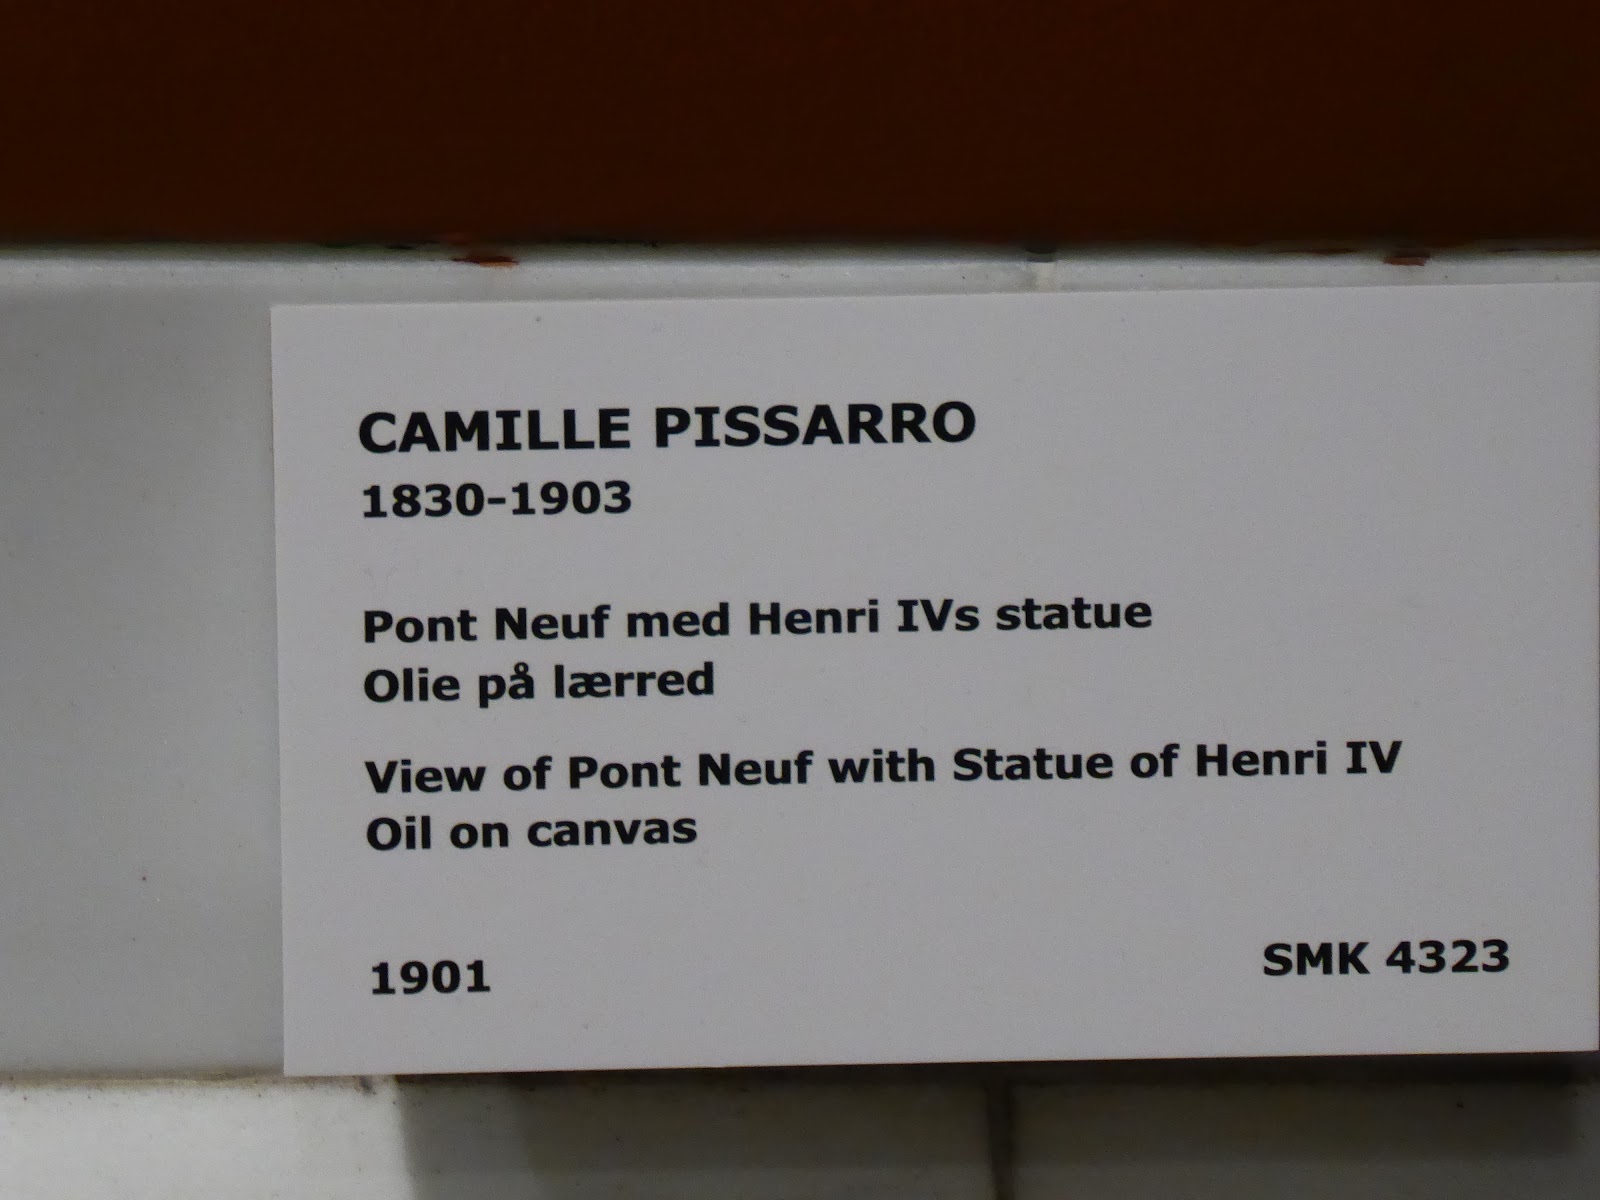 CAMILLE PISSARRO
1830-1903
Pont Neuf med Henri IVs statue
Olie på lærred
View of Pont Neuf with Statue of Henri IV
Oil on canvas
1901
SMK 4323